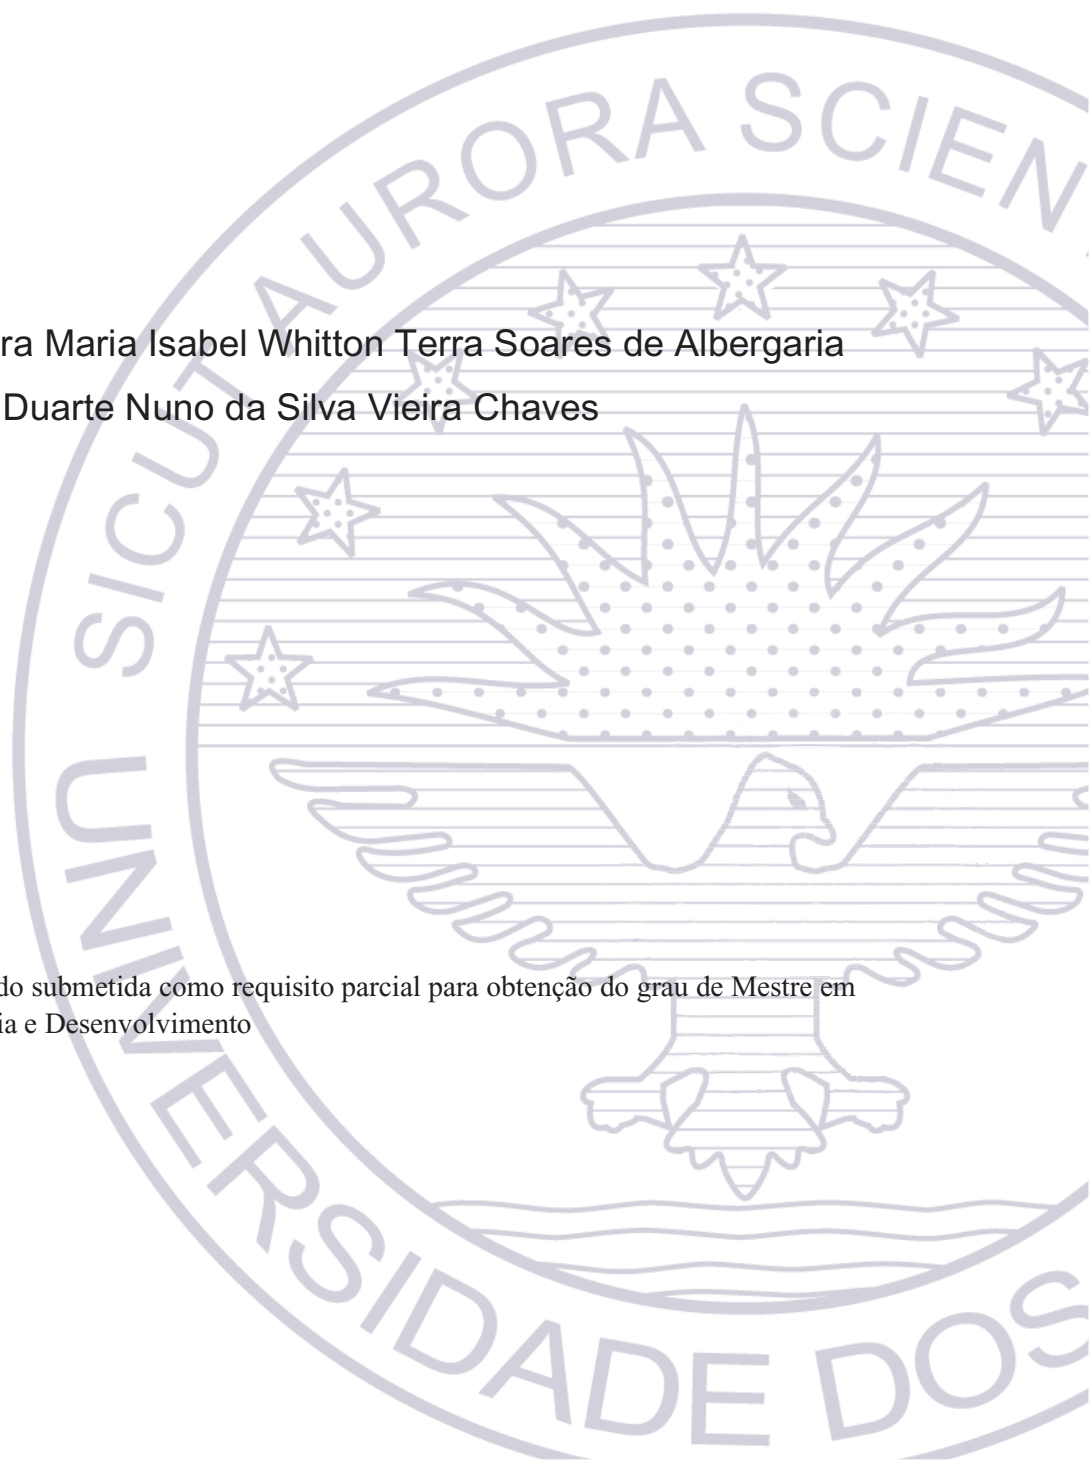 SICUT AURORA SCIEN
ra Maria Isabel Whitton Terra Soares de Albergaria
Duarte Nuno da Silva Vieira Chaves
do submetida como requisito parcial para obtenção do grau de Mestre em
ia e Desenvolvimento
UNIVERSIDADE DOS